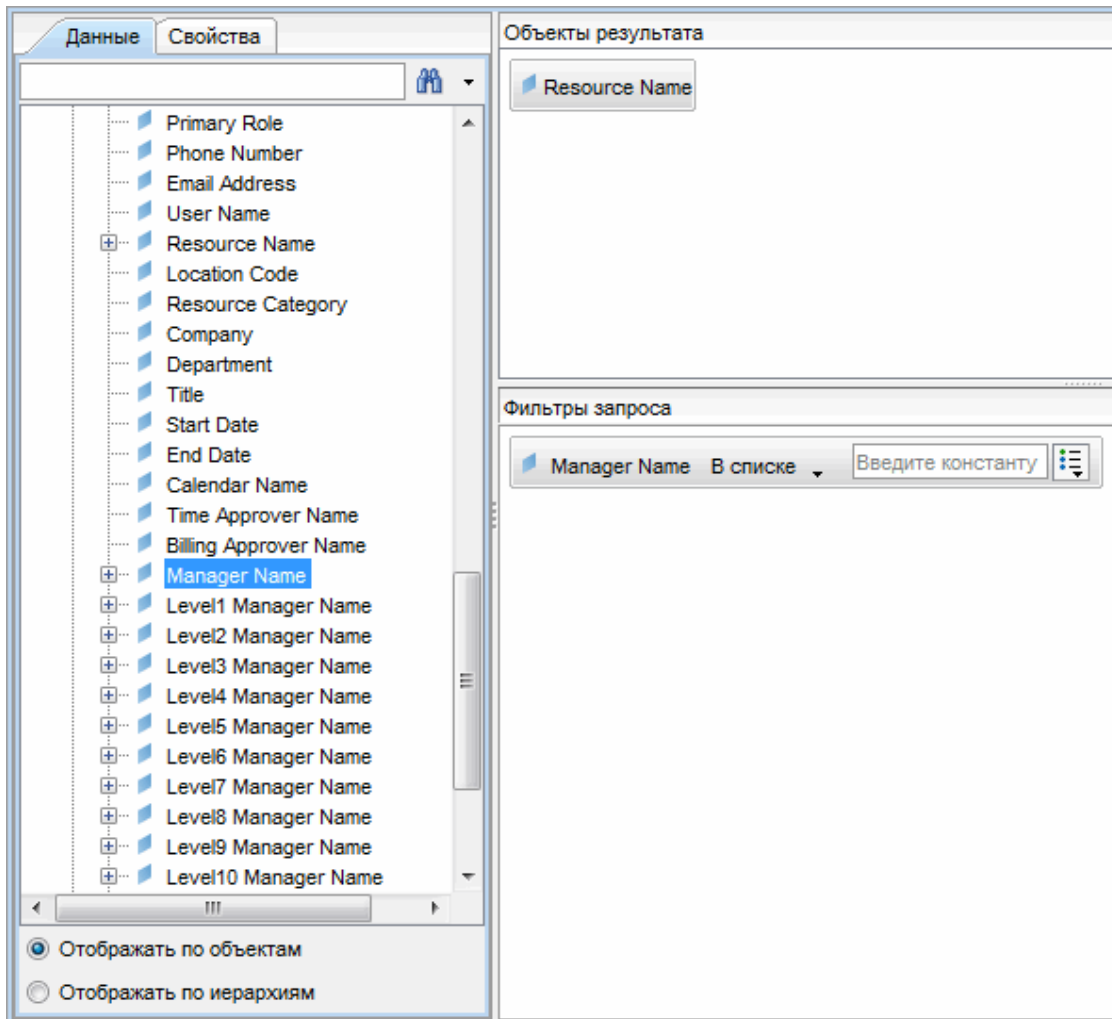 Данные
Свойства
Primary Role
Phone Number
Email Address
User Name
Resource Name
Location Code
Resource Category
Company
Department
Title
Start Date
End Date
Calendar Name
Time Approver Name
Billing Approver Name
Manager Name
Level1 Manager Name
Level2 Manager Name
Level3 Manager Name
Level4 Manager Name
Level5 Manager Name
Level6 Manager Name
Level7 Manager Name
Level8 Manager Name
Level9 Manager Name
Level10 Manager Name
Отображать по объектам
Отображать по иерархиям
Объекты результата
Resource Name
Фильтры запроса
Manager Name В списке Введите константу